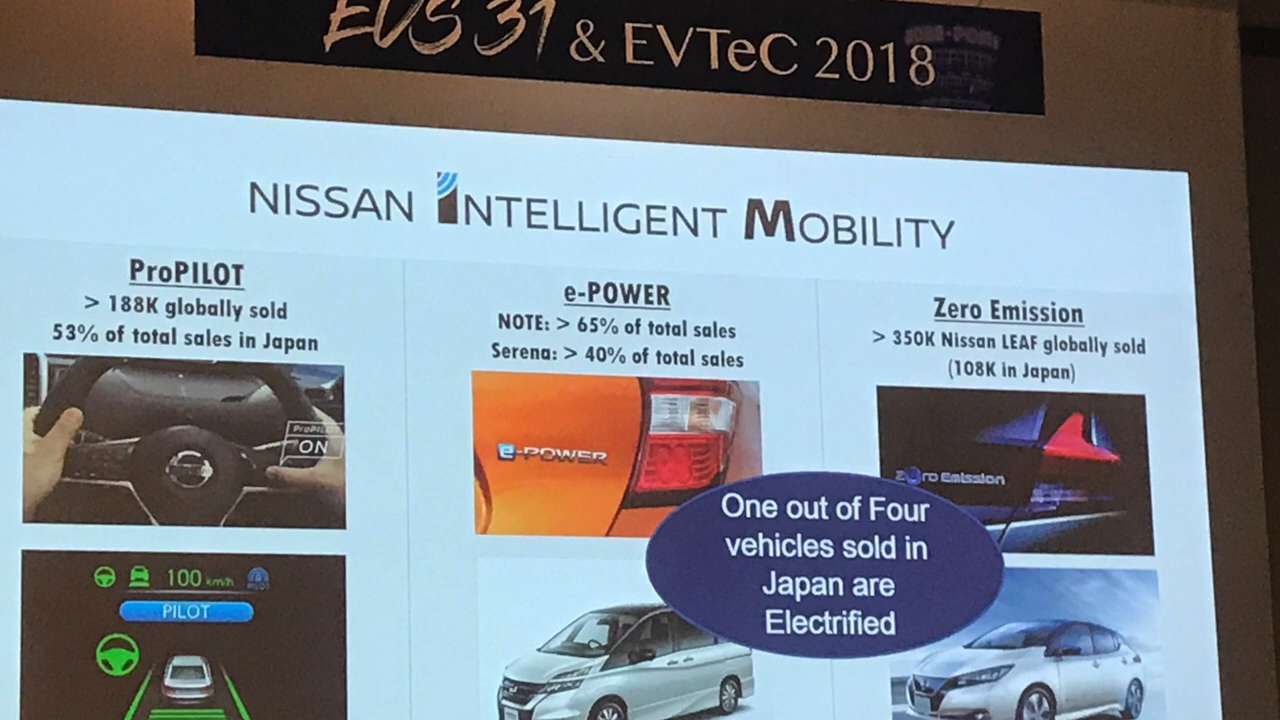 EVS 31 & EVTeC 2018
NISSAN INTELLIGENT MOBILITY
ProPILOT
> 188K globally sold
53% of total sales in Japan
ProPILOT
ON
100 km/h
PILOT
e-POWER
NOTE: > 65% of total sales
Serena: > 40% of total sales
e-POWER
Zero Emission
> 350K Nissan LEAF globally sold
(108K in Japan)
Zero Emission
One out of Four
vehicles sold in
Japan are
Electrified